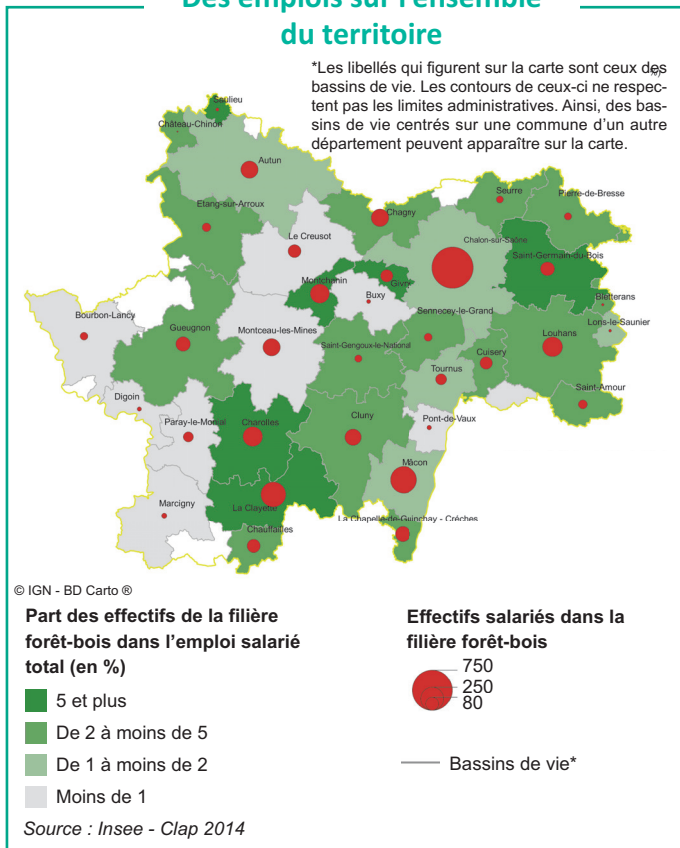 Des emplois sur l'ensemble
du territoire
*Les libellés qui figurent sur la carte sont ceux des
bassins de vie. Les contours de ceux-ci ne respec-
tent pas les limites administratives. Ainsi, des bas-
sins de vie centrés sur une commune d'un autre
département peuvent apparaître sur la carte.
Saulieu
Château-Chinon
Autun
Etang-sur-Arroux
Le Creusot
Chagny
Seurre
Pierre-de-Bresse
Chalon-sur-Saône
Saint-Germain-du-Bois
Montchanin
Givry
Buxy
Bletterans
Bourbon-Lancy
Gueugnon
Montceau-les-Mines
Sennecey-le-Grand
Lons-le-Saunier
Louhans
Saint-Gengoux-le-National
Cuisery
Tournus
Saint-Amour
Digoin
Paray-le-Monial
Charolles
Cluny
Pont-de-Vaux
Mâcon
Marcigny
La Clayette
La Chapelle-de-Guinchay - Crêches
Chauffailles
© IGN - BD Carto ®
Part des effectifs de la filière
forêt-bois dans l'emploi salarié
total (en %)
5 et plus
De 2 à moins de 5
De 1 à moins de 2
Moins de 1
Effectifs salariés dans la
filière forêt-bois
750
250
80
Bassins de vie*
Source : Insee - Clap 2014